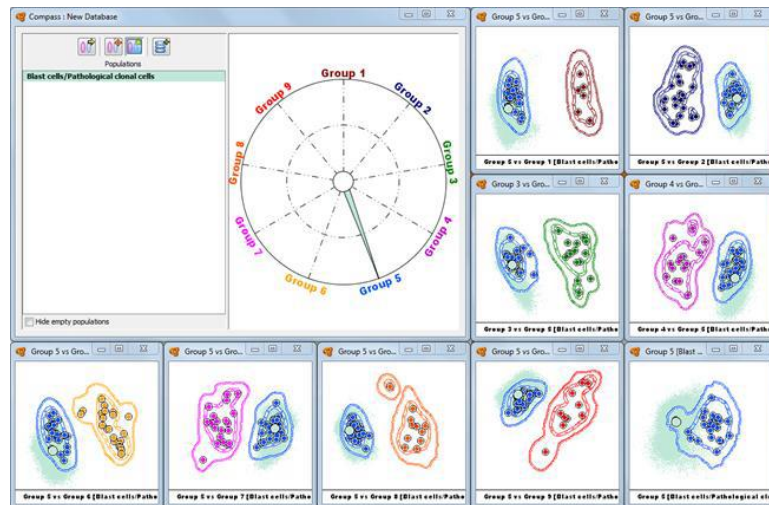 Compass : New Database
Populations
Blast cells/Pathological clonal cells
Group 1
Group 2
Group 3
Group 4
Group 5
Group 6
Group 7
Group 8
Group 9
Hide empty populations
Group 5 vs Gro...
Group 5 vs Group 1 [Blast cells/Patho
Group 5 vs Gro...
Group 5 vs Group 2 [Blast cells/Patho
Group 3 vs Gro...
Group 3 vs Group 5 [Blast cells/Patho
Group 4 vs Gro...
Group 4 vs Group 5 [Blast cells/Patho
Group 5 vs Gro...
Group 5 vs Group 6 [Blast cells/Patho
Group 5 vs Gro...
Group 5 vs Group 7 [Blast cells/Patho
Group 5 vs Gro...
Group 5 vs Group 8 [Blast cells/Patho
Group 5 vs Gro...
Group 5 vs Group 9 [Blast cells/Patho
Group 5 [Blast ...
Group 5 [Blast cells/Pathological clo